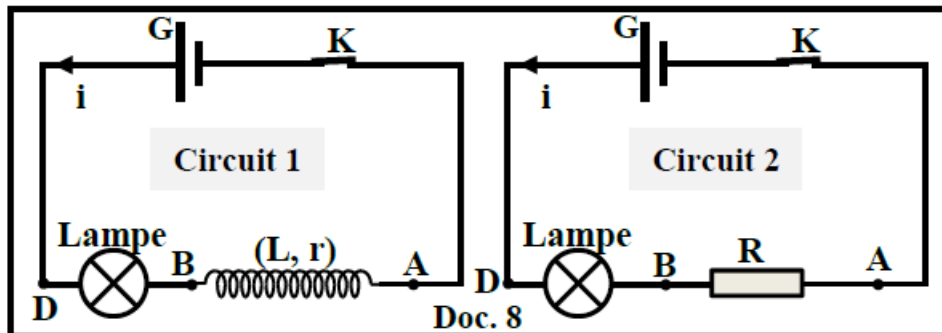 G K G K
i i
Circuit 1 Circuit 2
Lampe B (L, r) A Lampe B R A
D D
Doc. 8